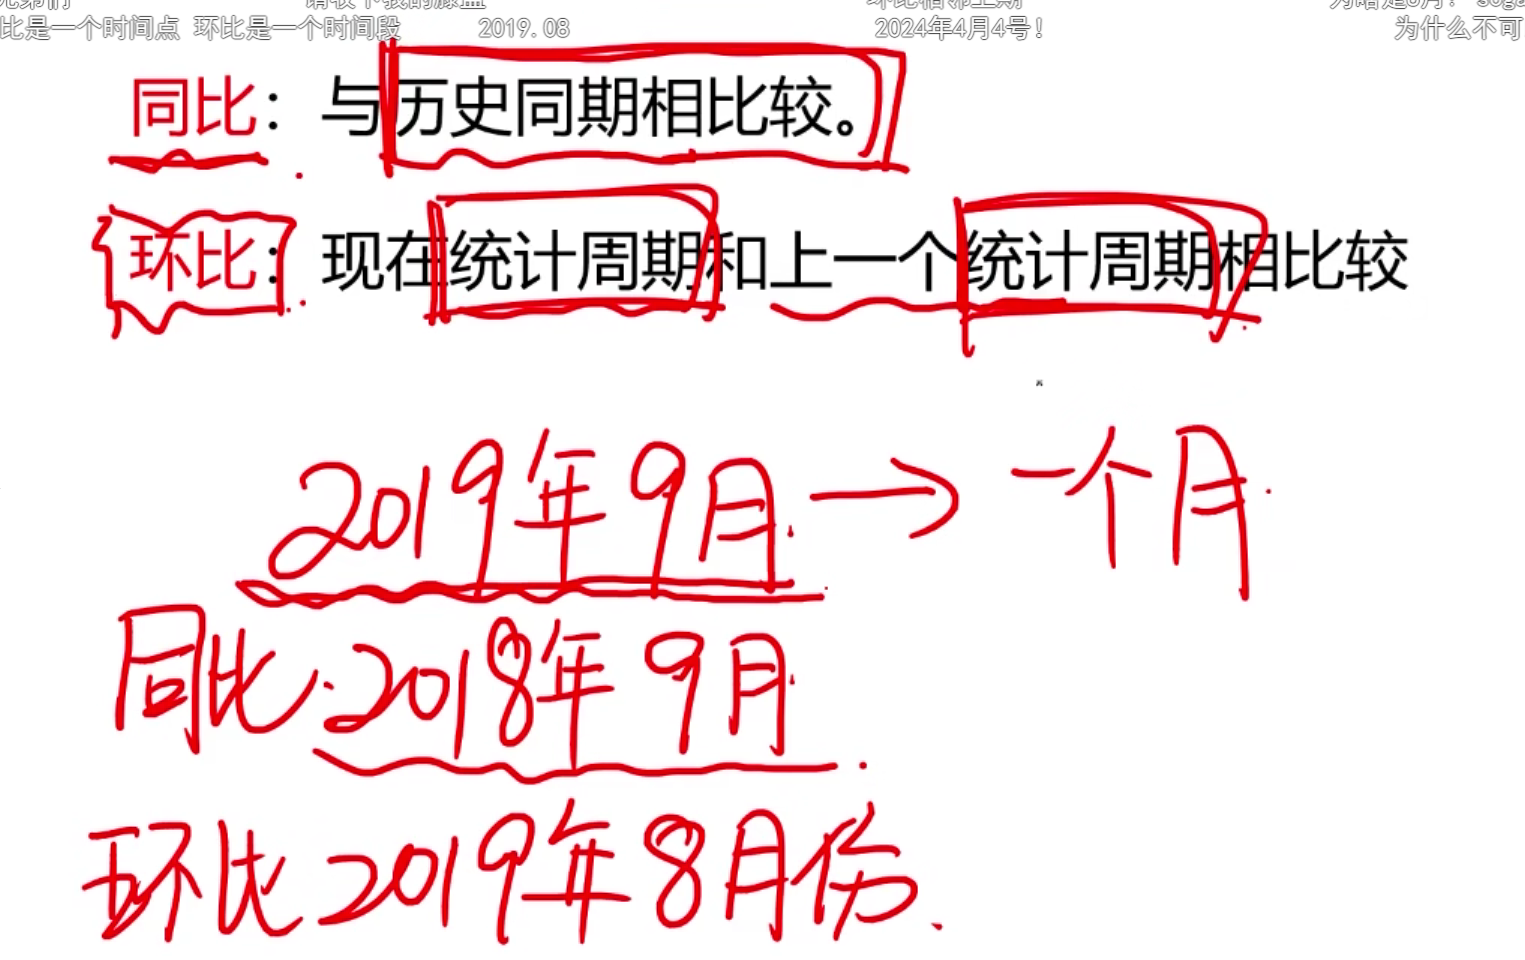 比是一个时间点 环比是一个时间段 2019.08 2024年4月4号！ 为什么不可
同比：与历史同期相比较。
环比：现在统计周期和上一个统计周期相比较
2019年9月 → 一个月
同比：2018年9月
环比2019年8月份